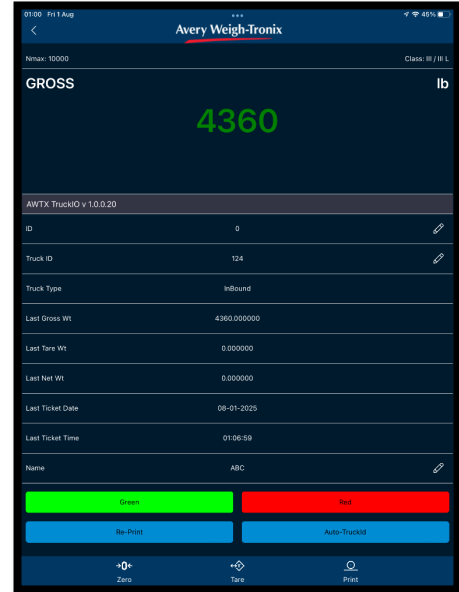 01:00 Fri 1 Aug 45%
Avery Weigh-Tronix
Nmax: 10000 Class: III / III L
GROSS lb
4360
AWTX TruckIO v 1.0.0.20
ID 0
Truck ID 124
Truck Type InBound
Last Gross Wt 4360.000000
Last Tare Wt 0.000000
Last Net Wt 0.000000
Last Ticket Date 08-01-2025
Last Ticket Time 01:06:59
Name ABC
Green Red
Re-Print Auto-TruckId
→0← 
Zero Tare Print